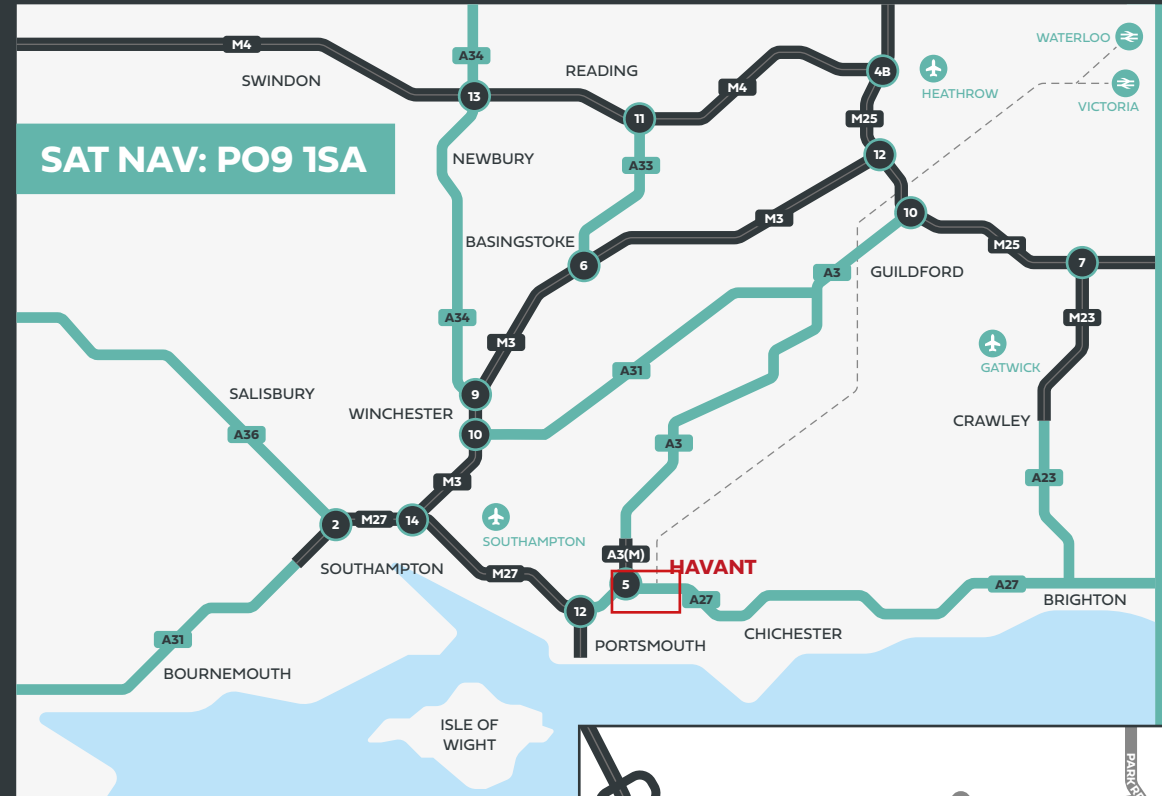 WATERLOO
M4
A34
READING
SWINDON
4B
HEATHROW
M4
13
VICTORIA
11
M25
SAT NAV: PO9 1SA
NEWBURY
A33
12
10
M3
BASINGSTOKE
M25
6
A3
GUILDFORD
7
A34
M23
M3
GATWICK
A31
SALISBURY
9
WINCHESTER
CRAWLEY
A36
10
A3
M3
A23
2
M27
14
SOUTHAMPTON
A3(M)
SOUTHAMPTON
HAVANT
M27
5
A27
A27
BRIGHTON
12
A31
CHICHESTER
PORTSMOUTH
BOURNEMOUTH
ISLE OF
WIGHT